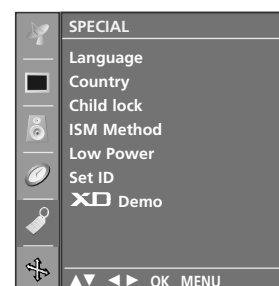 SPECIAL
Language
Country
Child lock
ISM Method
Low Power
Set ID
XD Demo
▲▼ ◄► OK MENU